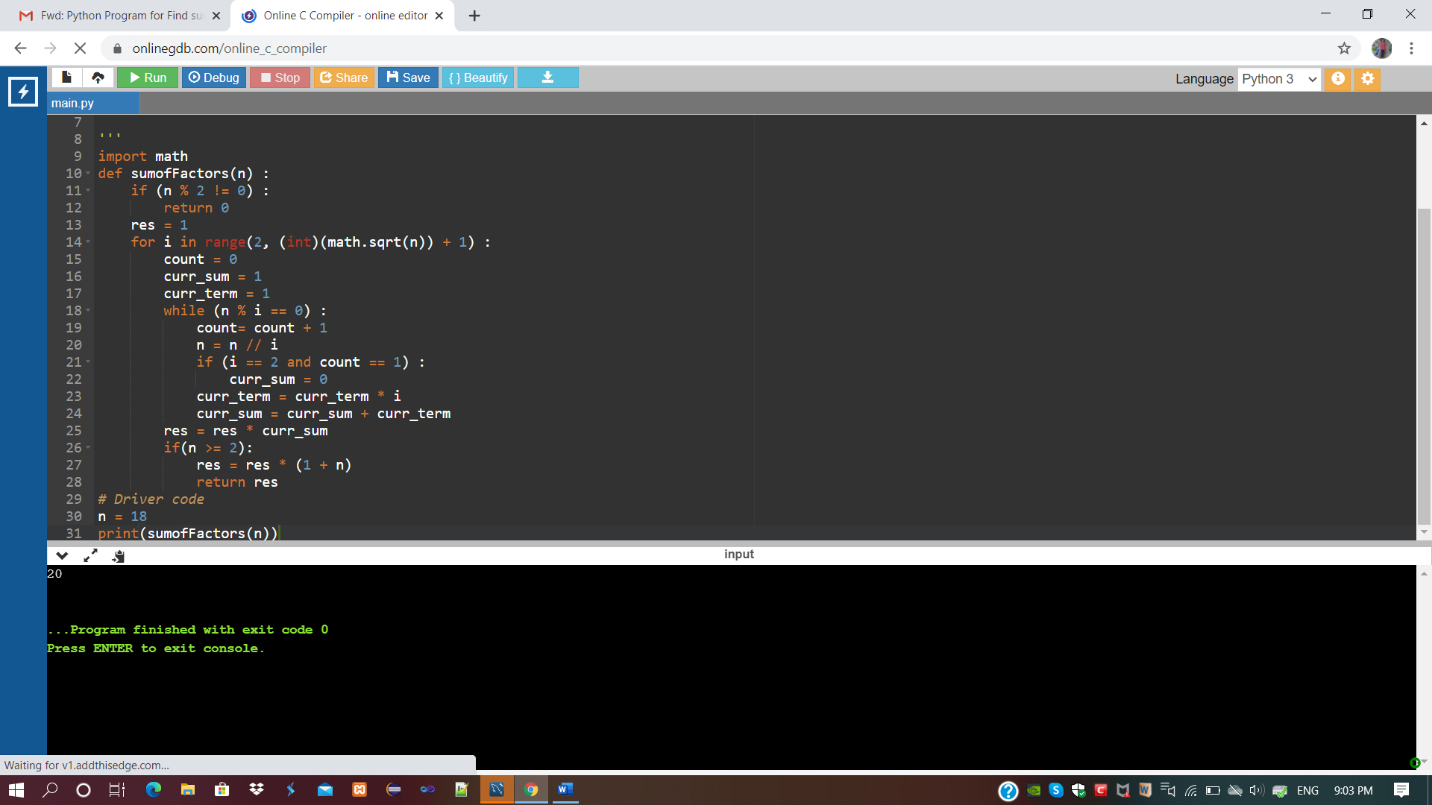 Fwd: Python Program for Find su
Online C Compiler - online editor
onlinegdb.com/online_c_compiler
Run Debug Stop Share Save { } Beautify
Language Python 3
main.py
7
8 '''
9 import math
10 def sumofFactors(n) :
11 if (n % 2 != 0) :
12 return 0
13 res = 1
14 for i in range(2, (int)(math.sqrt(n)) + 1) :
15 count = 0
16 curr_sum = 1
17 curr_term = 1
18 while (n % i == 0) :
19 count= count + 1
20 n = n // i
21 if (i == 2 and count == 1) :
22 curr_sum = 0
23 curr_term = curr_term * i
24 curr_sum = curr_sum + curr_term
25 res = res * curr_sum
26 if(n >= 2):
27 res = res * (1 + n)
28 return res
29 # Driver code
30 n = 18
31 print(sumofFactors(n))
input
20
...Program finished with exit code 0
Press ENTER to exit console.
Waiting for v1.addthisedge.com...
ENG 9:03 PM